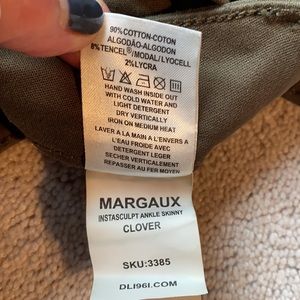 90%COTTON-COTON
ALGODÃO-ALGODON
8%TENCEL®/MODAL/LYOCELL
2%LYCRA
HAND WASH INSIDE OUT
WITH COLD WATER AND
LIGHT DETERGENT
DRY VERTICALLY
IRON ON MEDIUM HEAT
LAVER A LA MAIN A L'ENVERS A
L'EAU FROIDE AVEC UN
DETERGENT LEGER
SECHER VERTICALEMENT
REPASSER AU FER MOYEN
MARGAUX
INSTASCULPT ANKLE SKINNY
CLOVER
SKU:3385
DL1961.COM